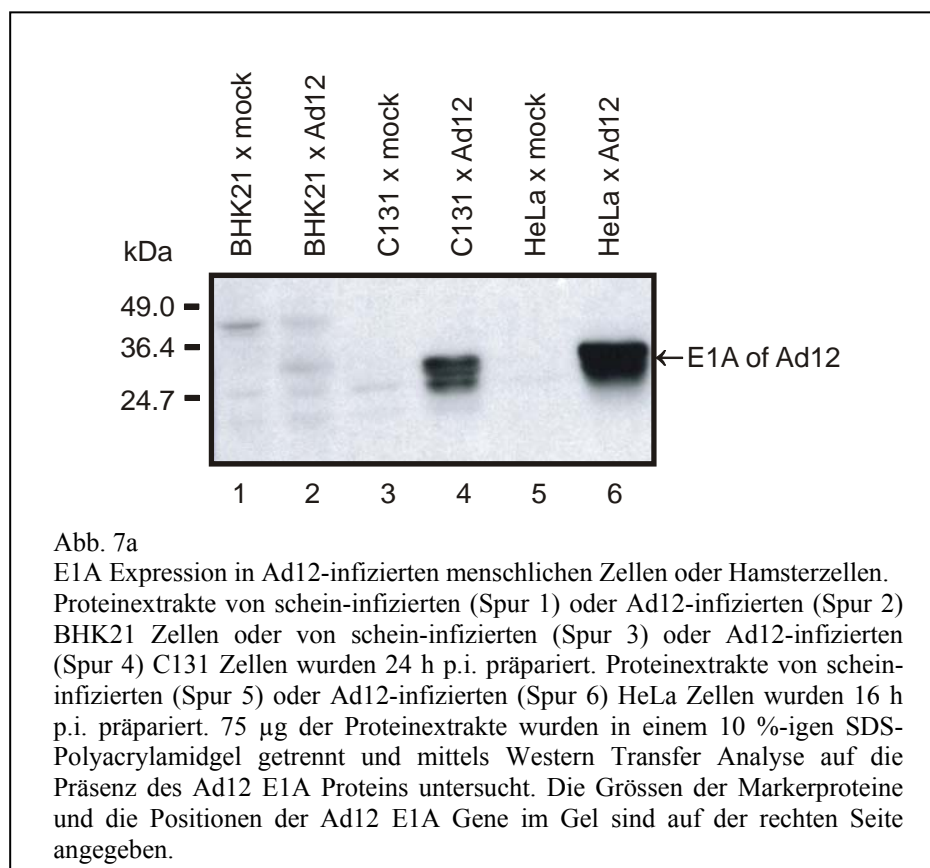 BHK21 x mock
BHK21 x Ad12
C131 x mock
C131 x Ad12
HeLa x mock
HeLa x Ad12
kDa
49.0
36.4
24.7
←E1A of Ad12
1 2 3 4 5 6
Abb. 7a
E1A Expression in Ad12-infizierten menschlichen Zellen oder Hamsterzellen.
Proteinextrakte von schein-infizierten (Spur 1) oder Ad12-infizierten (Spur 2)
BHK21 Zellen oder von schein-infizierten (Spur 3) oder Ad12-infizierten
(Spur 4) C131 Zellen wurden 24 h p.i. präpariert. Proteinextrakte von schein-
infizierten (Spur 5) oder Ad12-infizierten (Spur 6) HeLa Zellen wurden 16 h
p.i. präpariert. 75 µg der Proteinextrakte wurden in einem 10 %-igen SDS-
Polyacrylamidgel getrennt und mittels Western Transfer Analyse auf die
Präsenz des Ad12 E1A Proteins untersucht. Die Grössen der Markerproteine
und die Positionen der Ad12 E1A Gene im Gel sind auf der rechten Seite
angegeben.